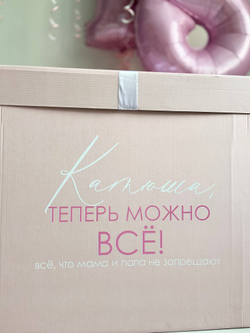 Катюша,
ТЕПЕРЬ МОЖНО
ВСЁ!
всё, что мама и папа не запрещают